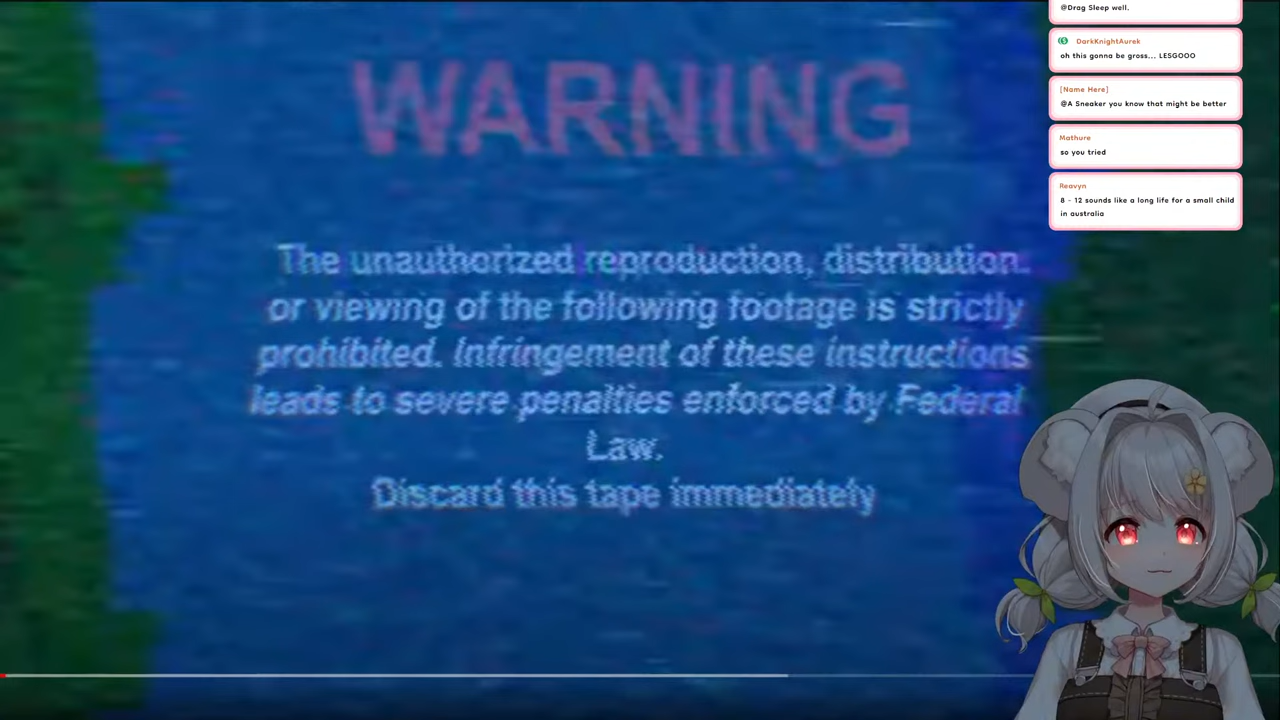 WARNING
The unauthorized reproduction, distribution.
or viewing of the following footage is strictly
prohibited. Infringement of these instructions
leads to severe penalties enforced by Federal
Law.
Discard this tape immediately
@Drag Sleep well.
DarkKnightAurek
oh this gonna be gross... LESGOOO
[Name Here]
@A Sneaker you know that might be better
Mathure
so you tried
Reavyn
8 - 12 sounds like a long life for a small child
in australia